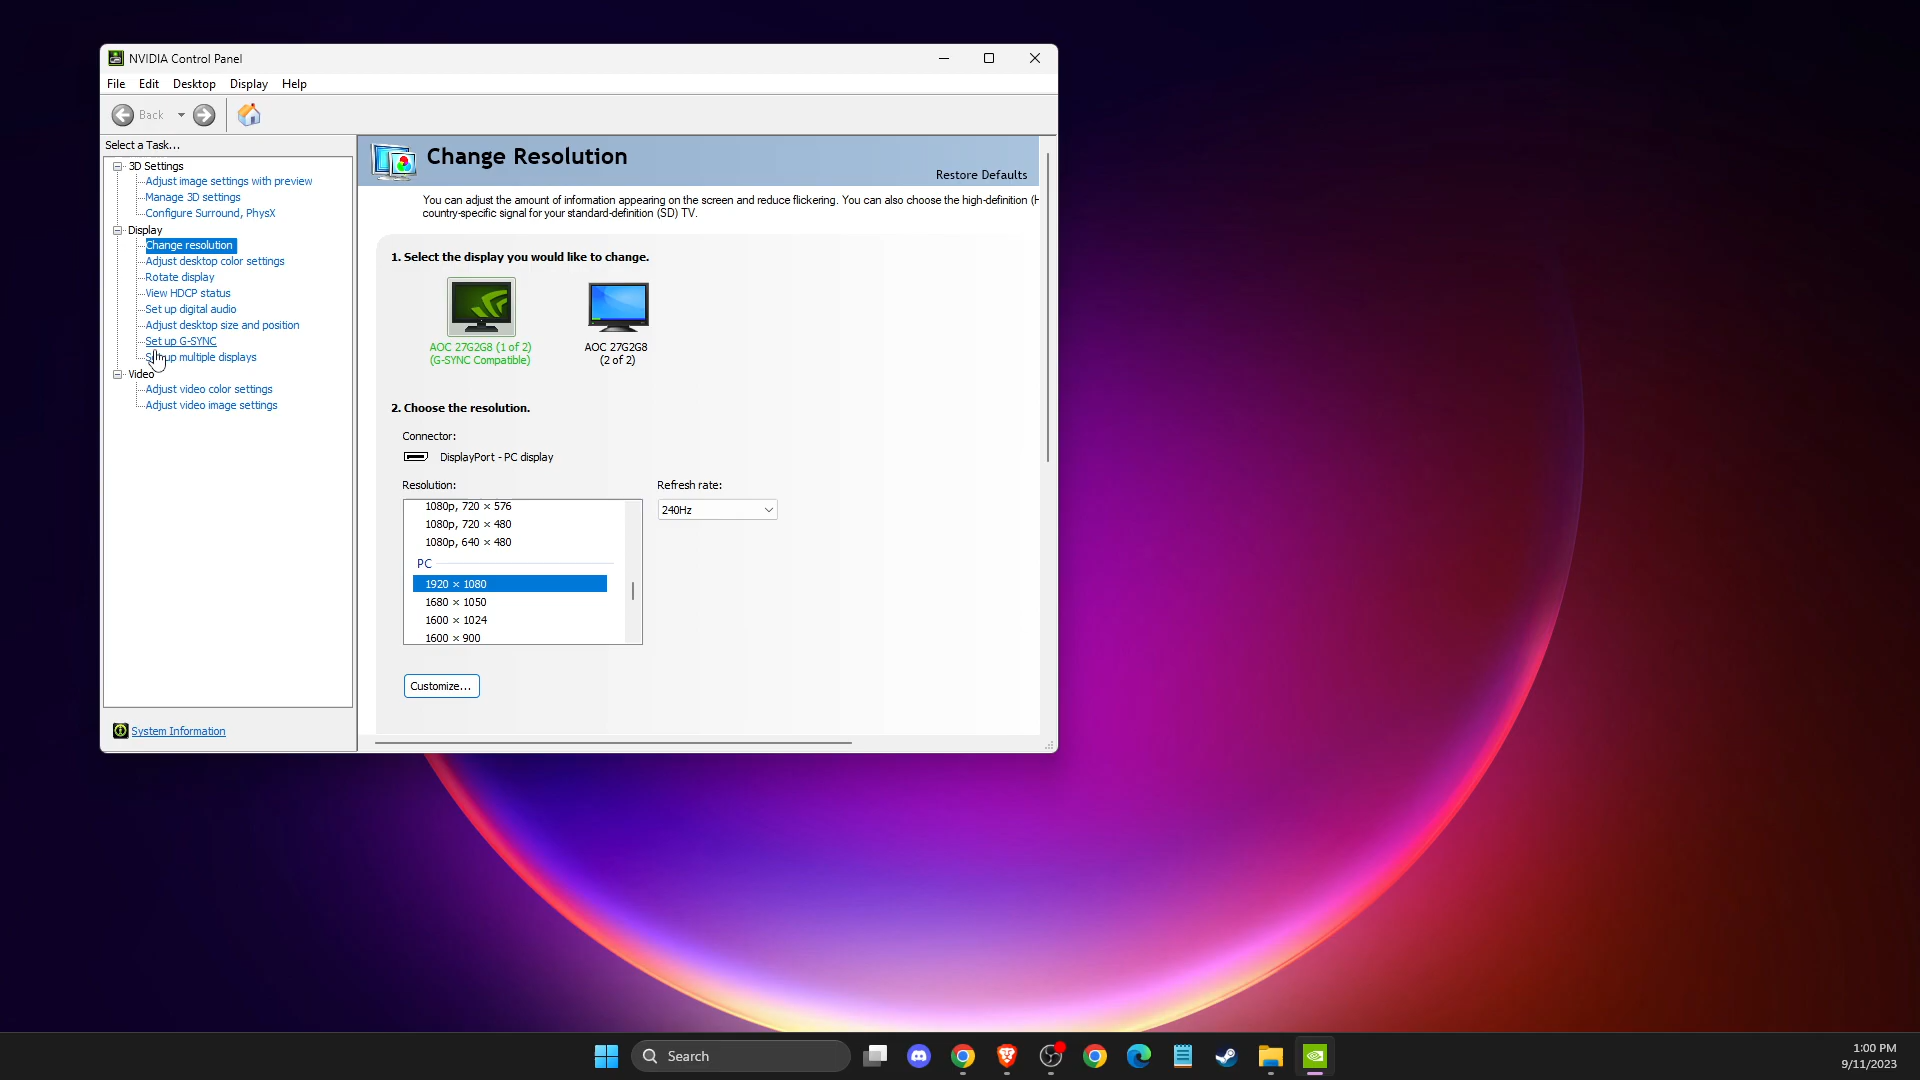 NVIDIA Control Panel
File Edit Desktop Display Help
Back
Select a Task...
3D Settings
Adjust image settings with preview
Manage 3D settings
Configure Surround, PhysX
Display
Change resolution
Adjust desktop color settings
Rotate display
View HDCP status
Set up digital audio
Adjust desktop size and position
Set up G-SYNC
up multiple displays
Video
Adjust video color settings
Adjust video image settings
System Information
Change Resolution
Restore Defaults
You can adjust the amount of information appearing on the screen and reduce flickering. You can also choose the high-definition (H
country-specific signal for your standard-definition (SD) TV.
1. Select the display you would like to change.
AOC 27G2G8 (1 of 2)
(G-SYNC Compatible)
AOC 27G2G8
(2 of 2)
2. Choose the resolution.
Connector:
DisplayPort - PC display
Resolution:
Refresh rate:
1080p, 720 × 576
240Hz
1080p, 720 × 480
1080p, 640 × 480
PC
1920 × 1080
1680 × 1050
1600 × 1024
1600 × 900
Customize...
Search
1:00 PM
9/11/2023